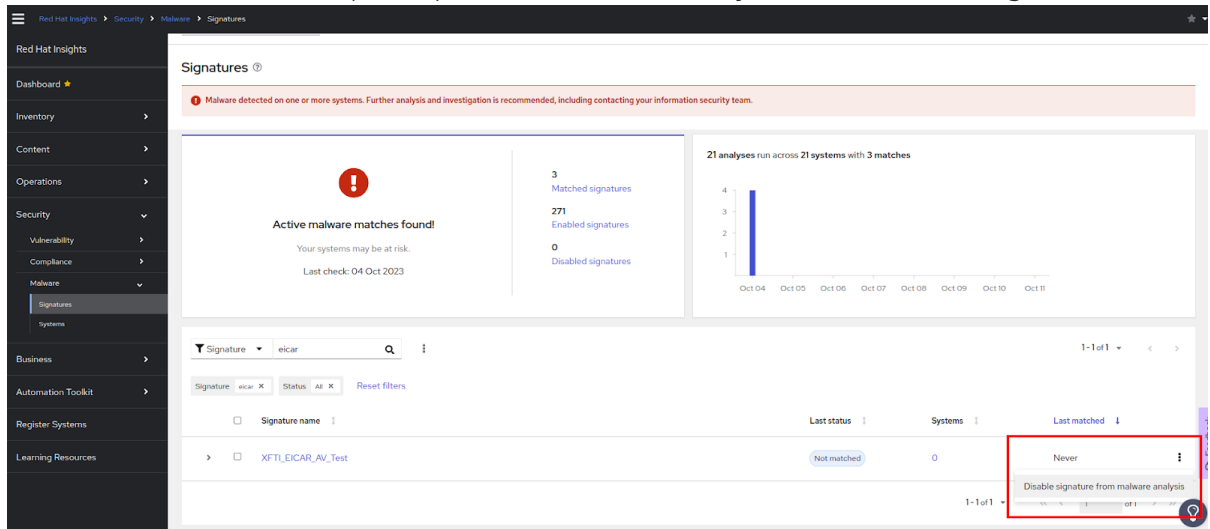 Red Hat Insights > Security > Malware > Signatures
Red Hat Insights
Dashboard
Inventory
Content
Operations
Security
Vulnerability
Compliance
Malware
Signatures
Systems
Business
Automation Toolkit
Register Systems
Learning Resources
Signatures
Malware detected on one or more systems. Further analysis and investigation is recommended, including contacting your information security team.
Active malware matches found!
Your systems may be at risk.
Last check: 04 Oct 2023
3
Matched signatures
271
Enabled signatures
0
Disabled signatures
21 analyses run across 21 systems with 3 matches
4
3
2
1
Oct 04 Oct 05 Oct 06 Oct 07 Oct 08 Oct 09 Oct 10 Oct 11
Signature eicar 1-1 of 1
Signature eicar × Status All × Reset filters
Signature name Last status Systems Last matched
XFTI_EICAR_AV_Test Not matched 0 Never
Disable signature from malware analysis
1-1 of 1 1 of 1